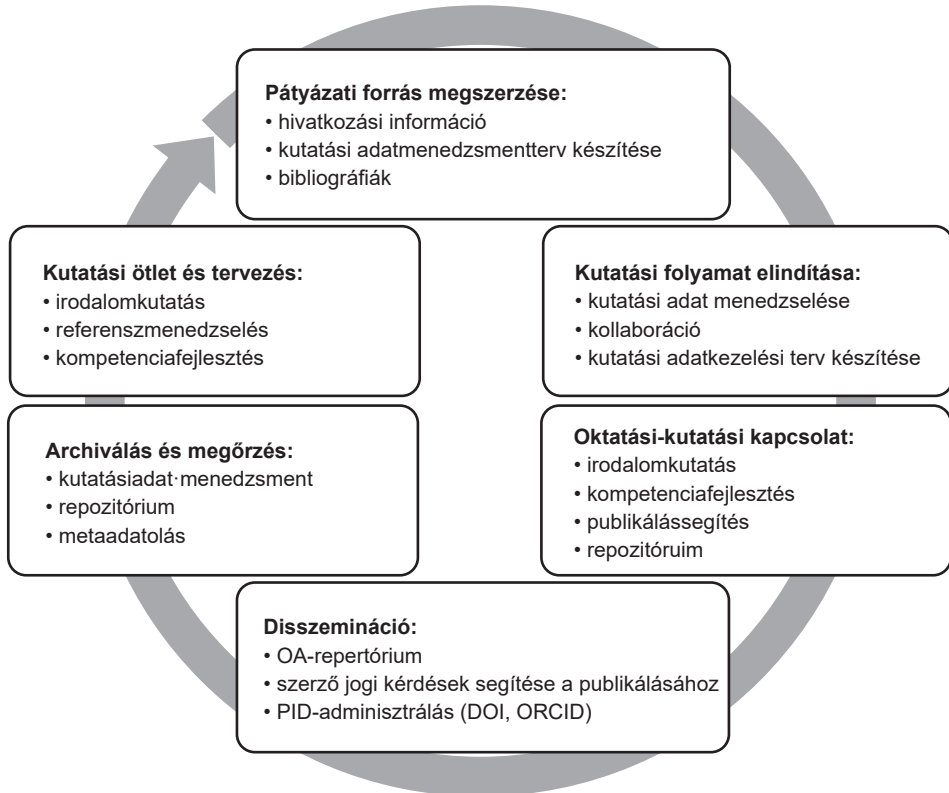 Pátyázati forrás megszerzése:
• hivatkozási információ
• kutatási adatmenedzsmentterv készítése
• bibliográfiák
Kutatási ötlet és tervezés:
• irodalomkutatás
• referenszmenedzselés
• kompetenciafejlesztés
Kutatási folyamat elindítása:
• kutatási adat menedzselése
• kollaboráció
• kutatási adatkezelési terv készítése
Archiválás és megőrzés:
• kutatásiadat·menedzsment
• repozitórium
• metaadatolás
Oktatási-kutatási kapcsolat:
• irodalomkutatás
• kompetenciafejlesztés
• publikálássegítés
• repozitóruim
Disszemináció:
• OA-repertórium
• szerző jogi kérdések segítése a publikálásához
• PID-adminisztrálás (DOI, ORCID)